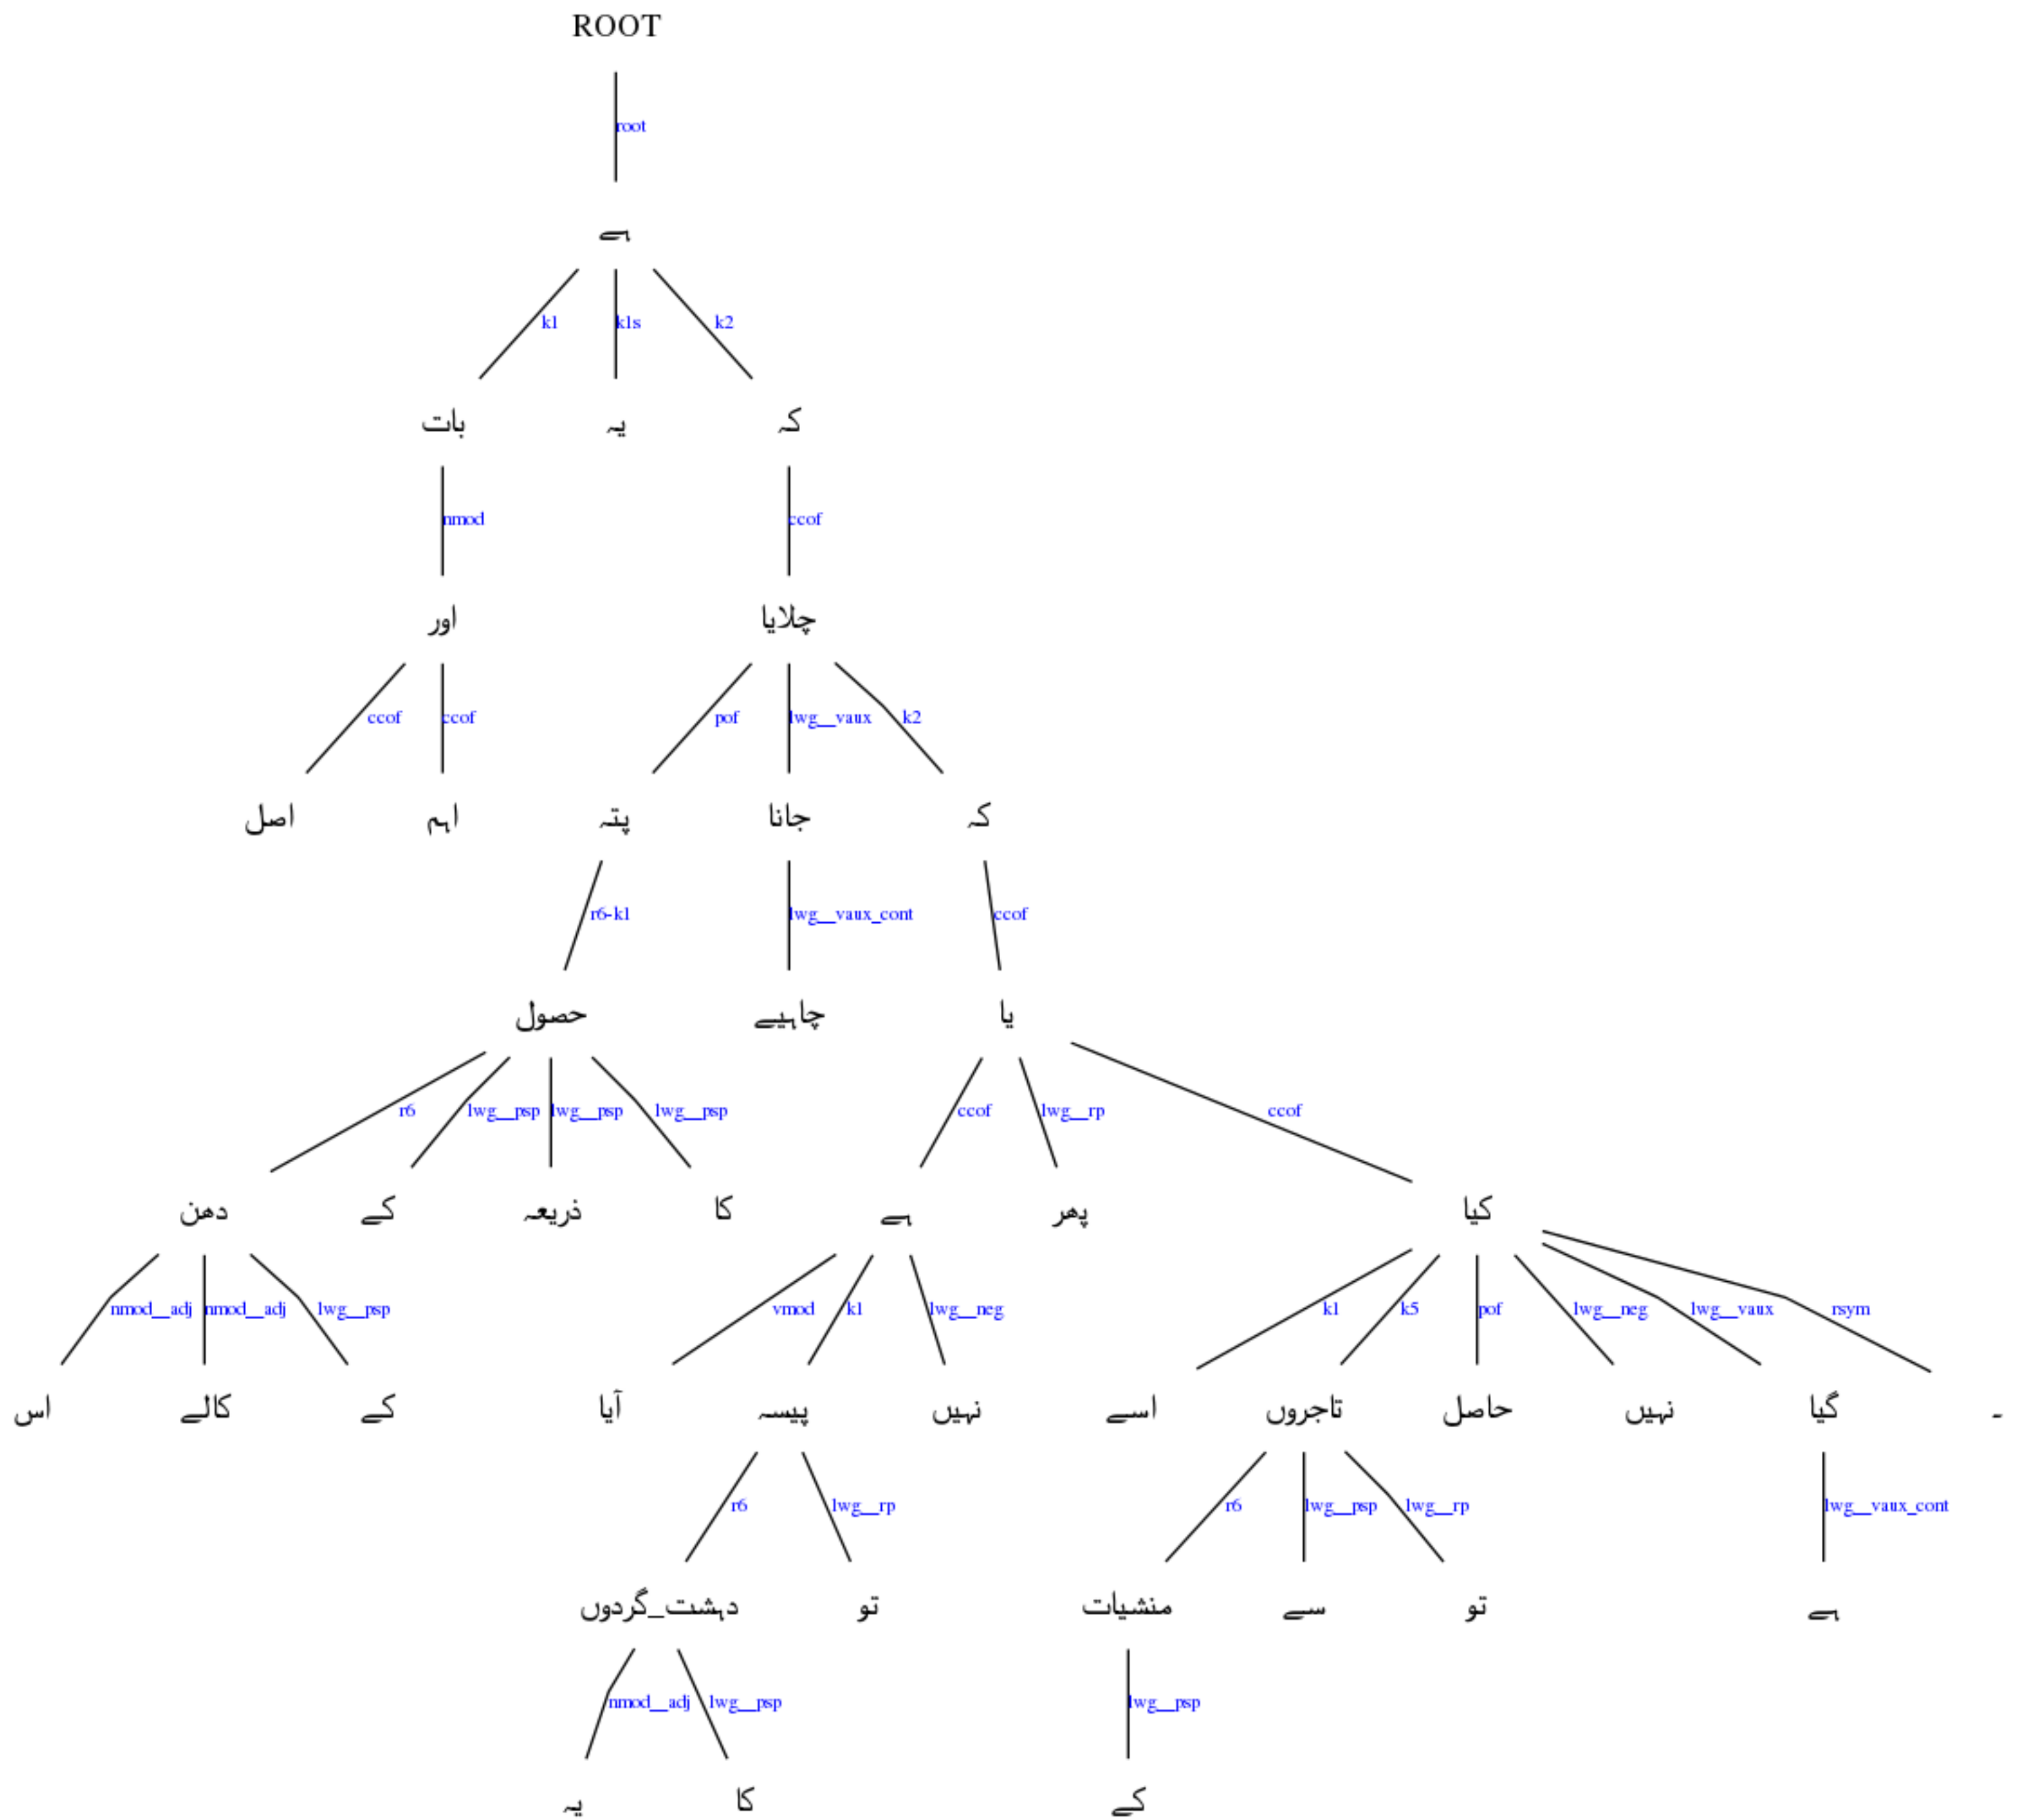 ROOT
root
ہے
k1 k1s k2
بات یہ کہ
nmod ccof
اور چلایا
ccof ccof pof lwg__vaux k2
اصل اہم پتہ جانا کہ
r6-k1 lwg__vaux_cont ccof
حصول چاہیے یا
r6 lwg__psp lwg__psp lwg__psp ccof lwg__rp ccof
دھن کے ذریعہ کا ہے پھر کیا
nmod__adj nmod__adj lwg__psp vmod k1 lwg__neg k1 k5 pof lwg__neg lwg__vaux rsym
اس کالے کے آیا پیسہ نہیں اسے تاجروں حاصل نہیں گیا ۔
r6 lwg__rp r6 lwg__psp lwg__rp lwg__vaux_cont
دہشت_گردوں تو منشیات سے تو ہے
nmod__adj lwg__psp lwg__psp
یہ کا کے